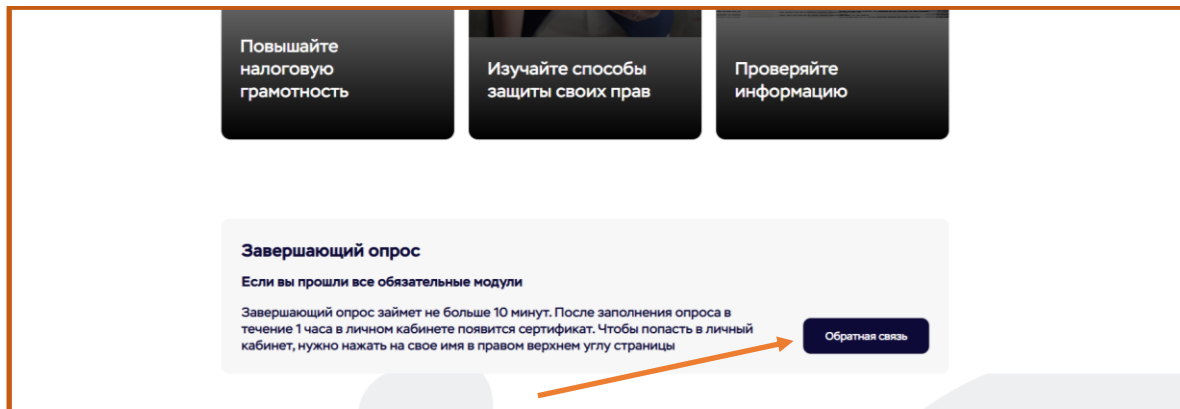 Повышайте
налоговую
грамотность
Изучайте способы
защиты своих прав
Проверяйте
информацию
Завершающий опрос
Если вы прошли все обязательные модули
Завершающий опрос займет не больше 10 минут. После заполнения опроса в
течение 1 часа в личном кабинете появится сертификат. Чтобы попасть в личный
кабинет, нужно нажать на свое имя в правом верхнем углу страницы
Обратная связь